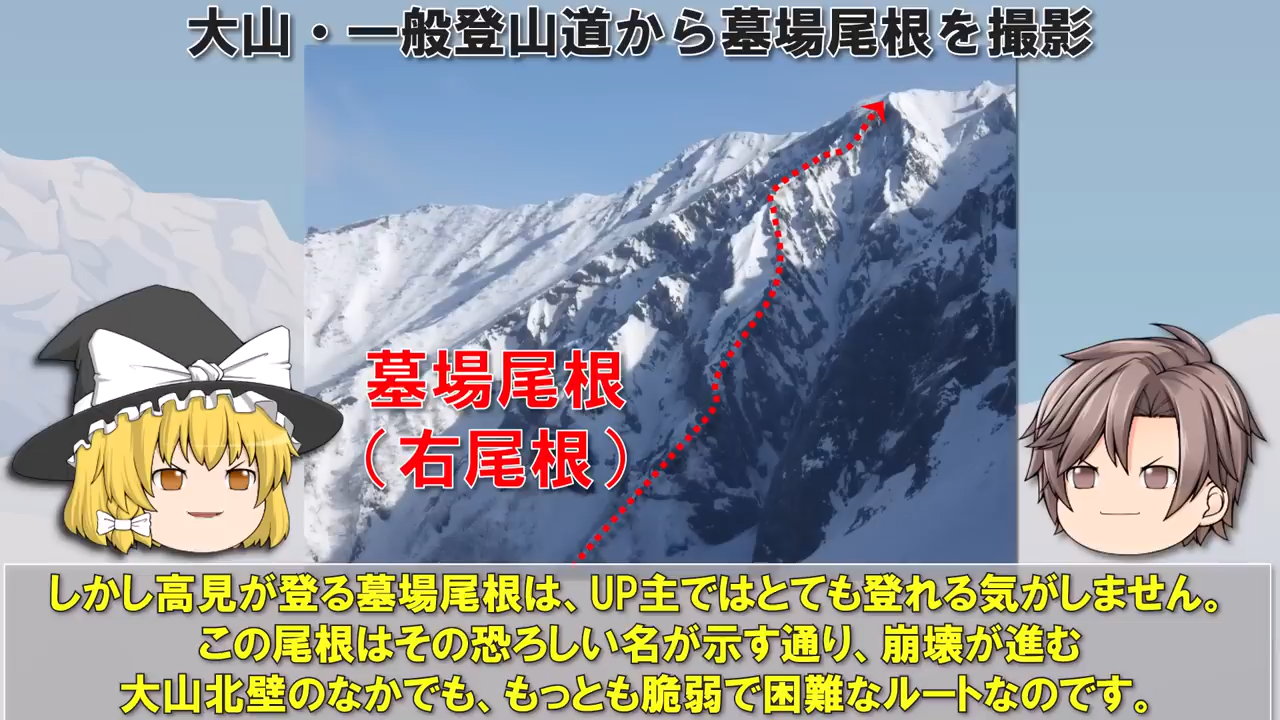 大山・一般登山道から墓場尾根を撮影
墓場尾根
（右尾根）
しかし高見が登る墓場尾根は、UP主ではとても登れる気がしません。
この尾根はその恐ろしい名が示す通り、崩壊が進む
大山北壁のなかでも、もっとも脆弱で困難なルートなのです。